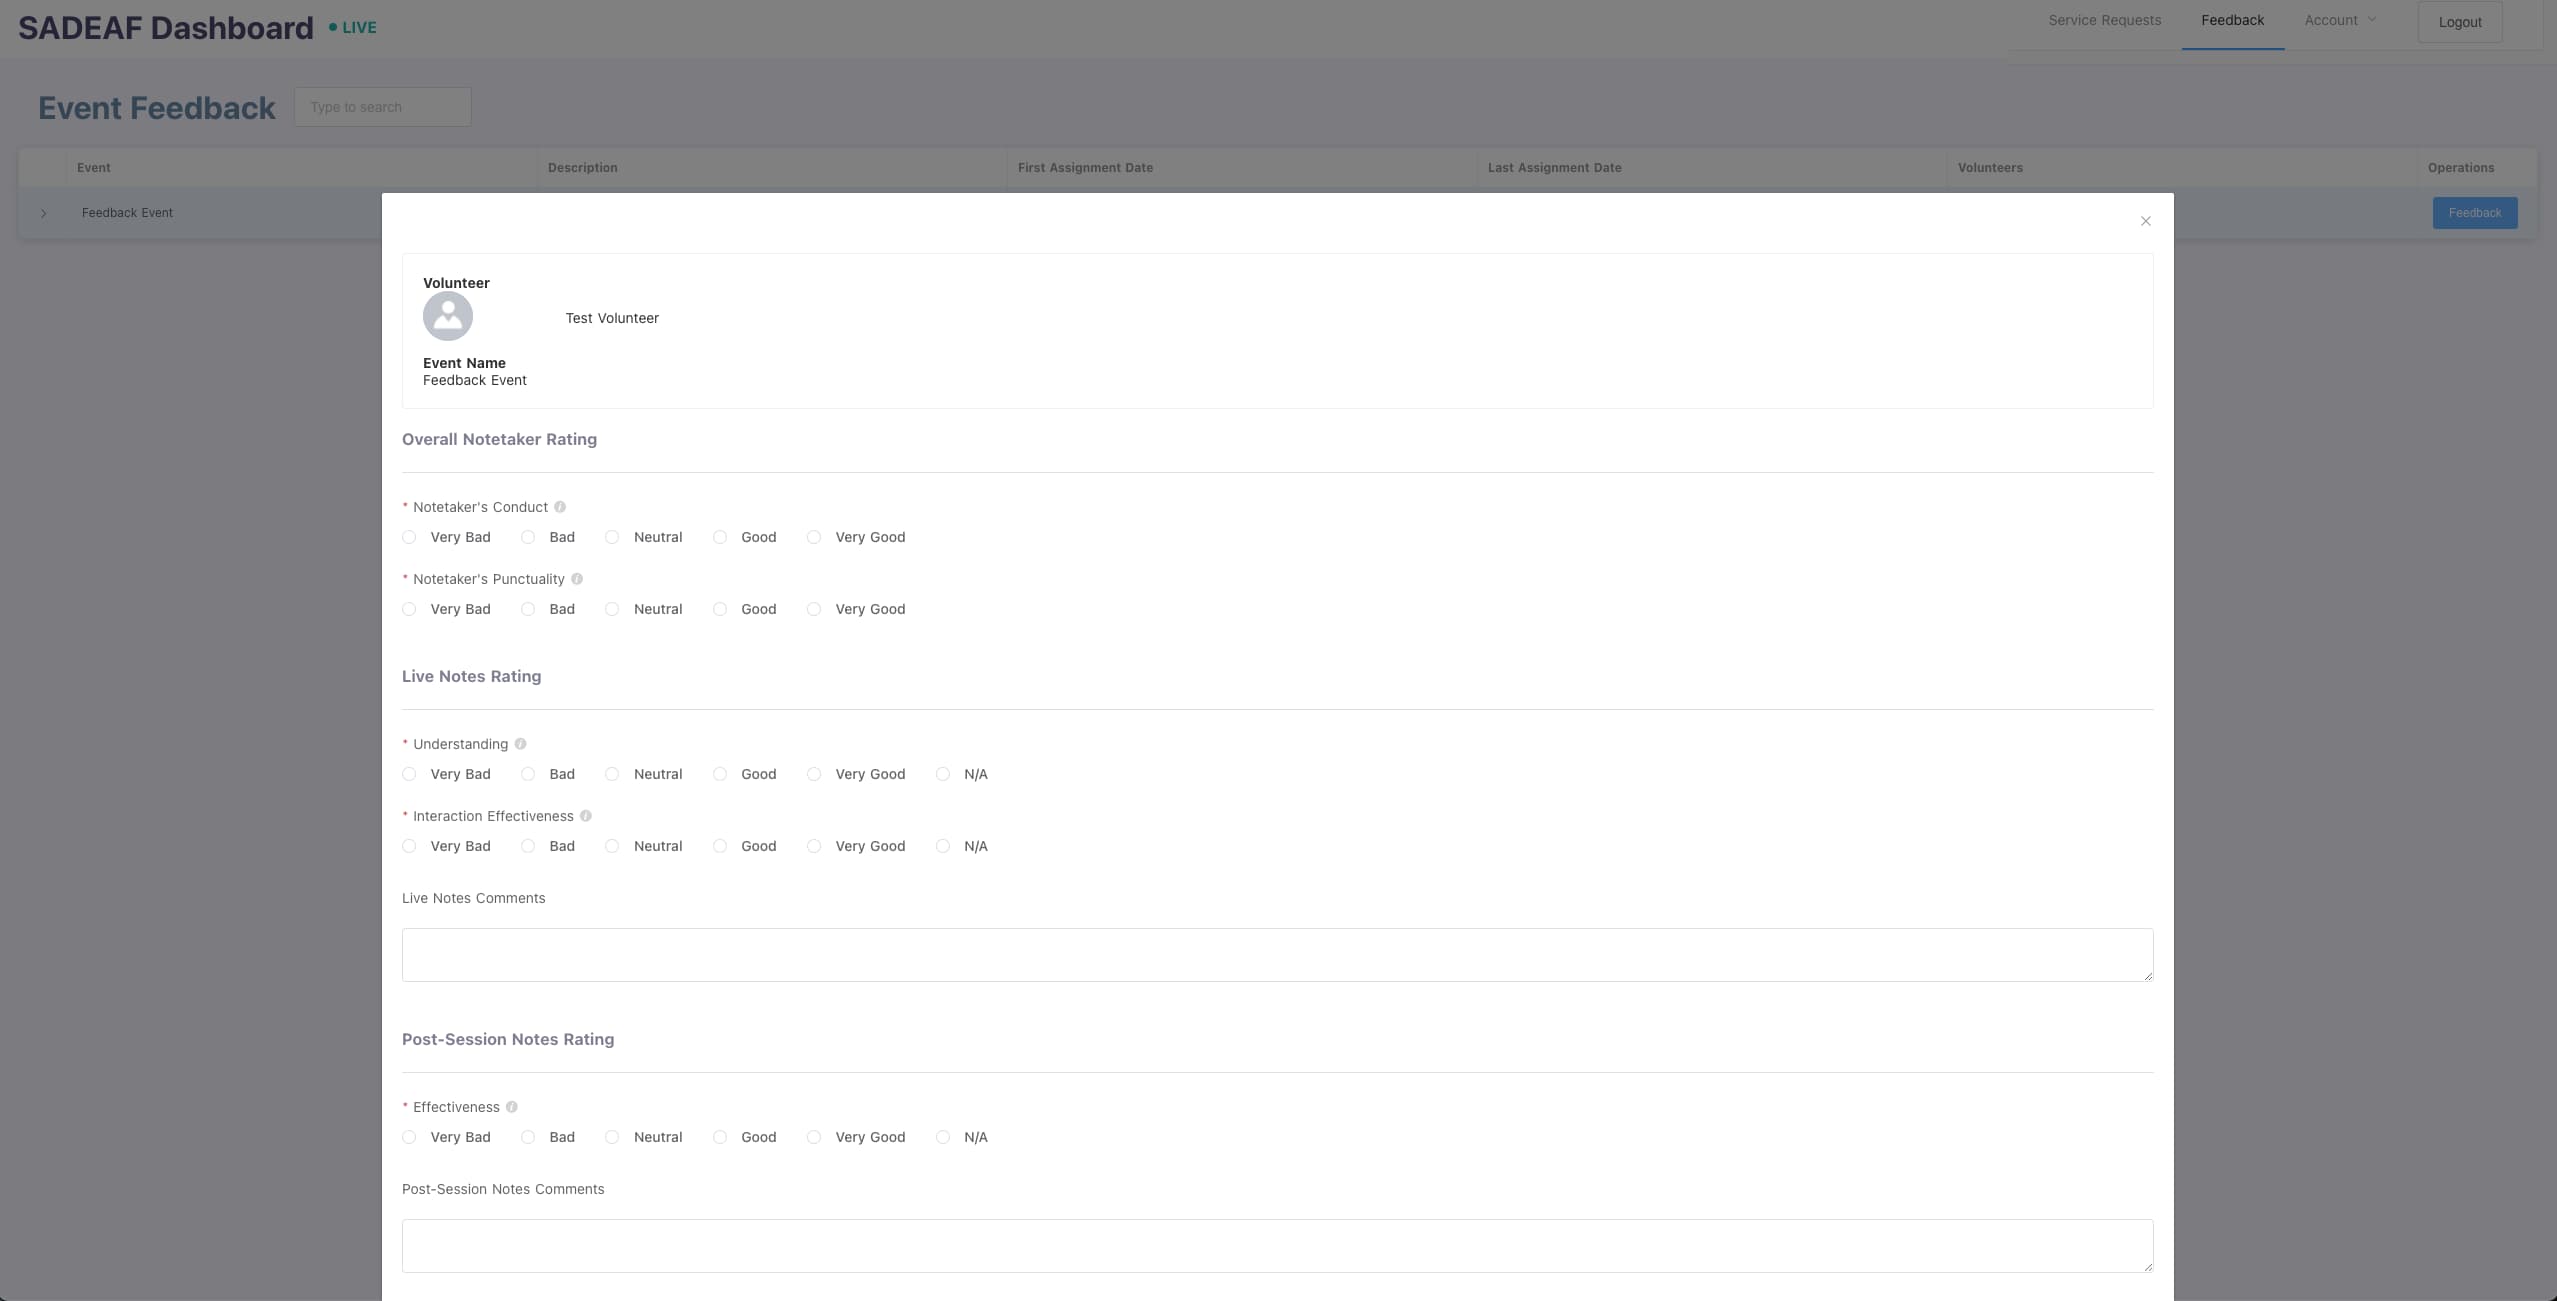 SADEAF Dashboard LIVE Service Requests Feedback Account Logout
Event Feedback Type to search
Event Description First Assignment Date Last Assignment Date Volunteers Operations
Feedback Event Feedback
Volunteer
Test Volunteer
Event Name
Feedback Event
Overall Notetaker Rating
* Notetaker's Conduct
Very Bad Bad Neutral Good Very Good
* Notetaker's Punctuality
Very Bad Bad Neutral Good Very Good
Live Notes Rating
* Understanding
Very Bad Bad Neutral Good Very Good N/A
* Interaction Effectiveness
Very Bad Bad Neutral Good Very Good N/A
Live Notes Comments
Post-Session Notes Rating
* Effectiveness
Very Bad Bad Neutral Good Very Good N/A
Post-Session Notes Comments